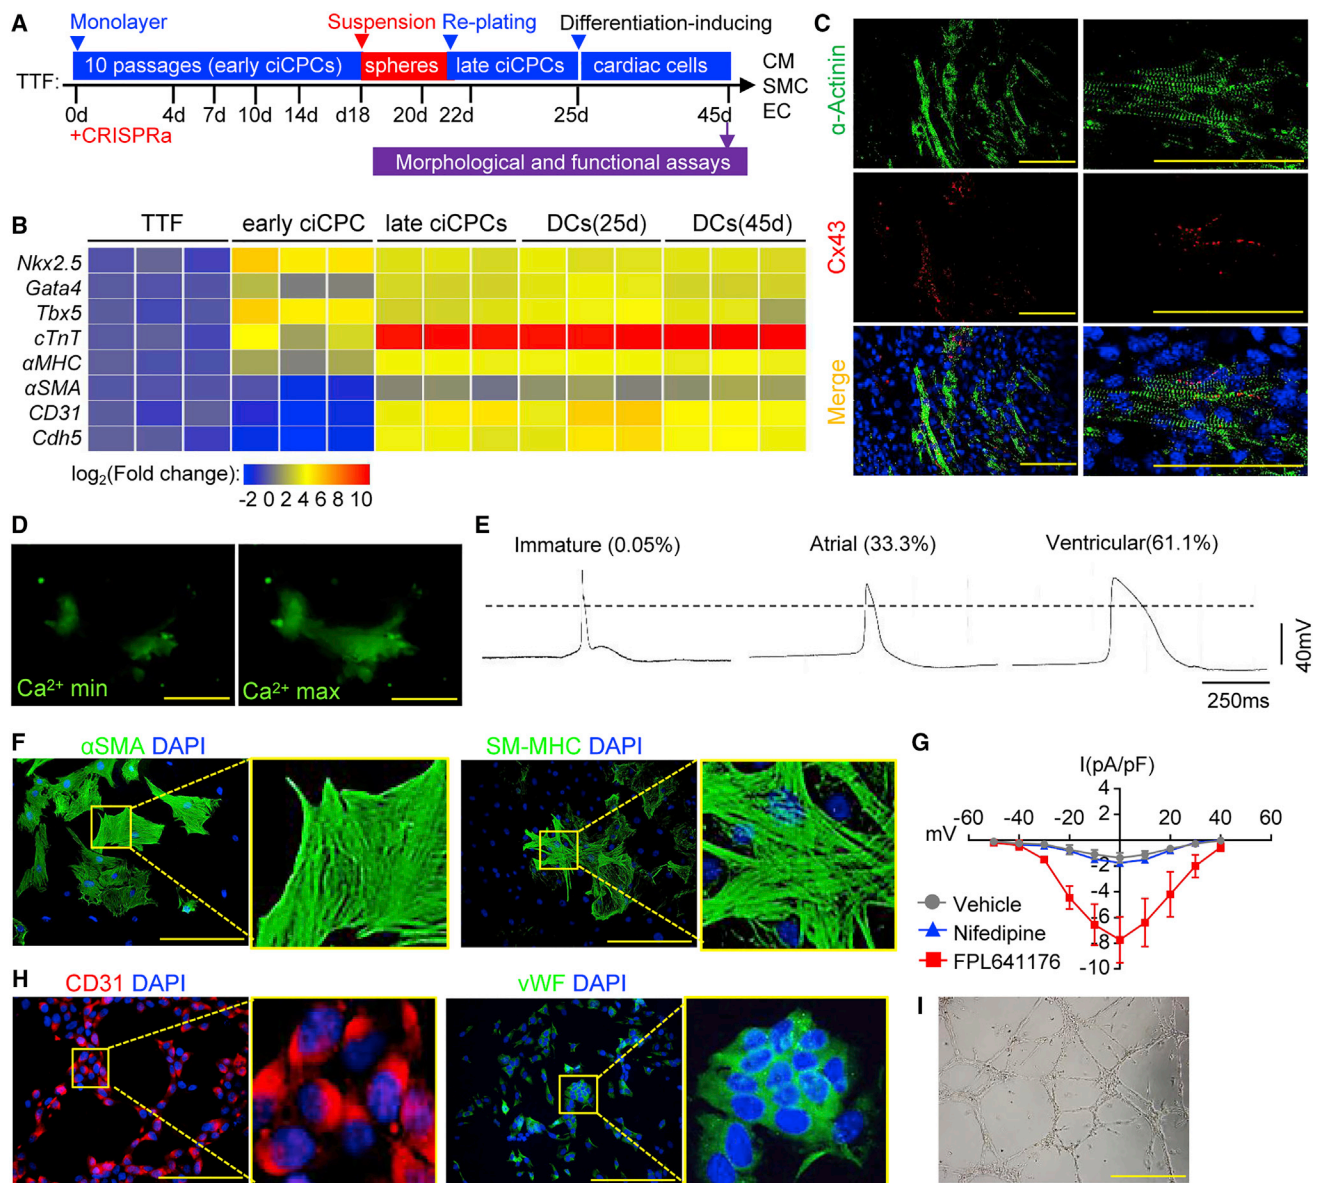 A
Monolayer
Suspension
Re-plating
Differentiation-inducing
TTF:
10 passages (early ciCPCs)
spheres
late ciCPCs
cardiac cells
CM
SMC
EC
0d
4d
7d
10d
14d
d18
20d
22d
25d
45d
+CRISPRa
Morphological and functional assays
B
TTF
early ciCPC
late ciCPCs
DCs(25d)
DCs(45d)
Nkx2.5
Gata4
Tbx5
cTnT
αMHC
αSMA
CD31
Cdh5
log2(Fold change):
-2 0 2 4 6 8 10
C
α-Actinin
Cx43
Merge
D
Ca2+ min
Ca2+ max
E
Immature (0.05%)
Atrial (33.3%)
Ventricular(61.1%)
40mV
250ms
F
αSMA DAPI
SM-MHC DAPI
G
I(pA/pF)
4
2
-60 -40 -20 20 40 60
mV
-2
-4
-6
-8
-10
Vehicle
Nifedipine
FPL641176
H
CD31 DAPI
vWF DAPI
I